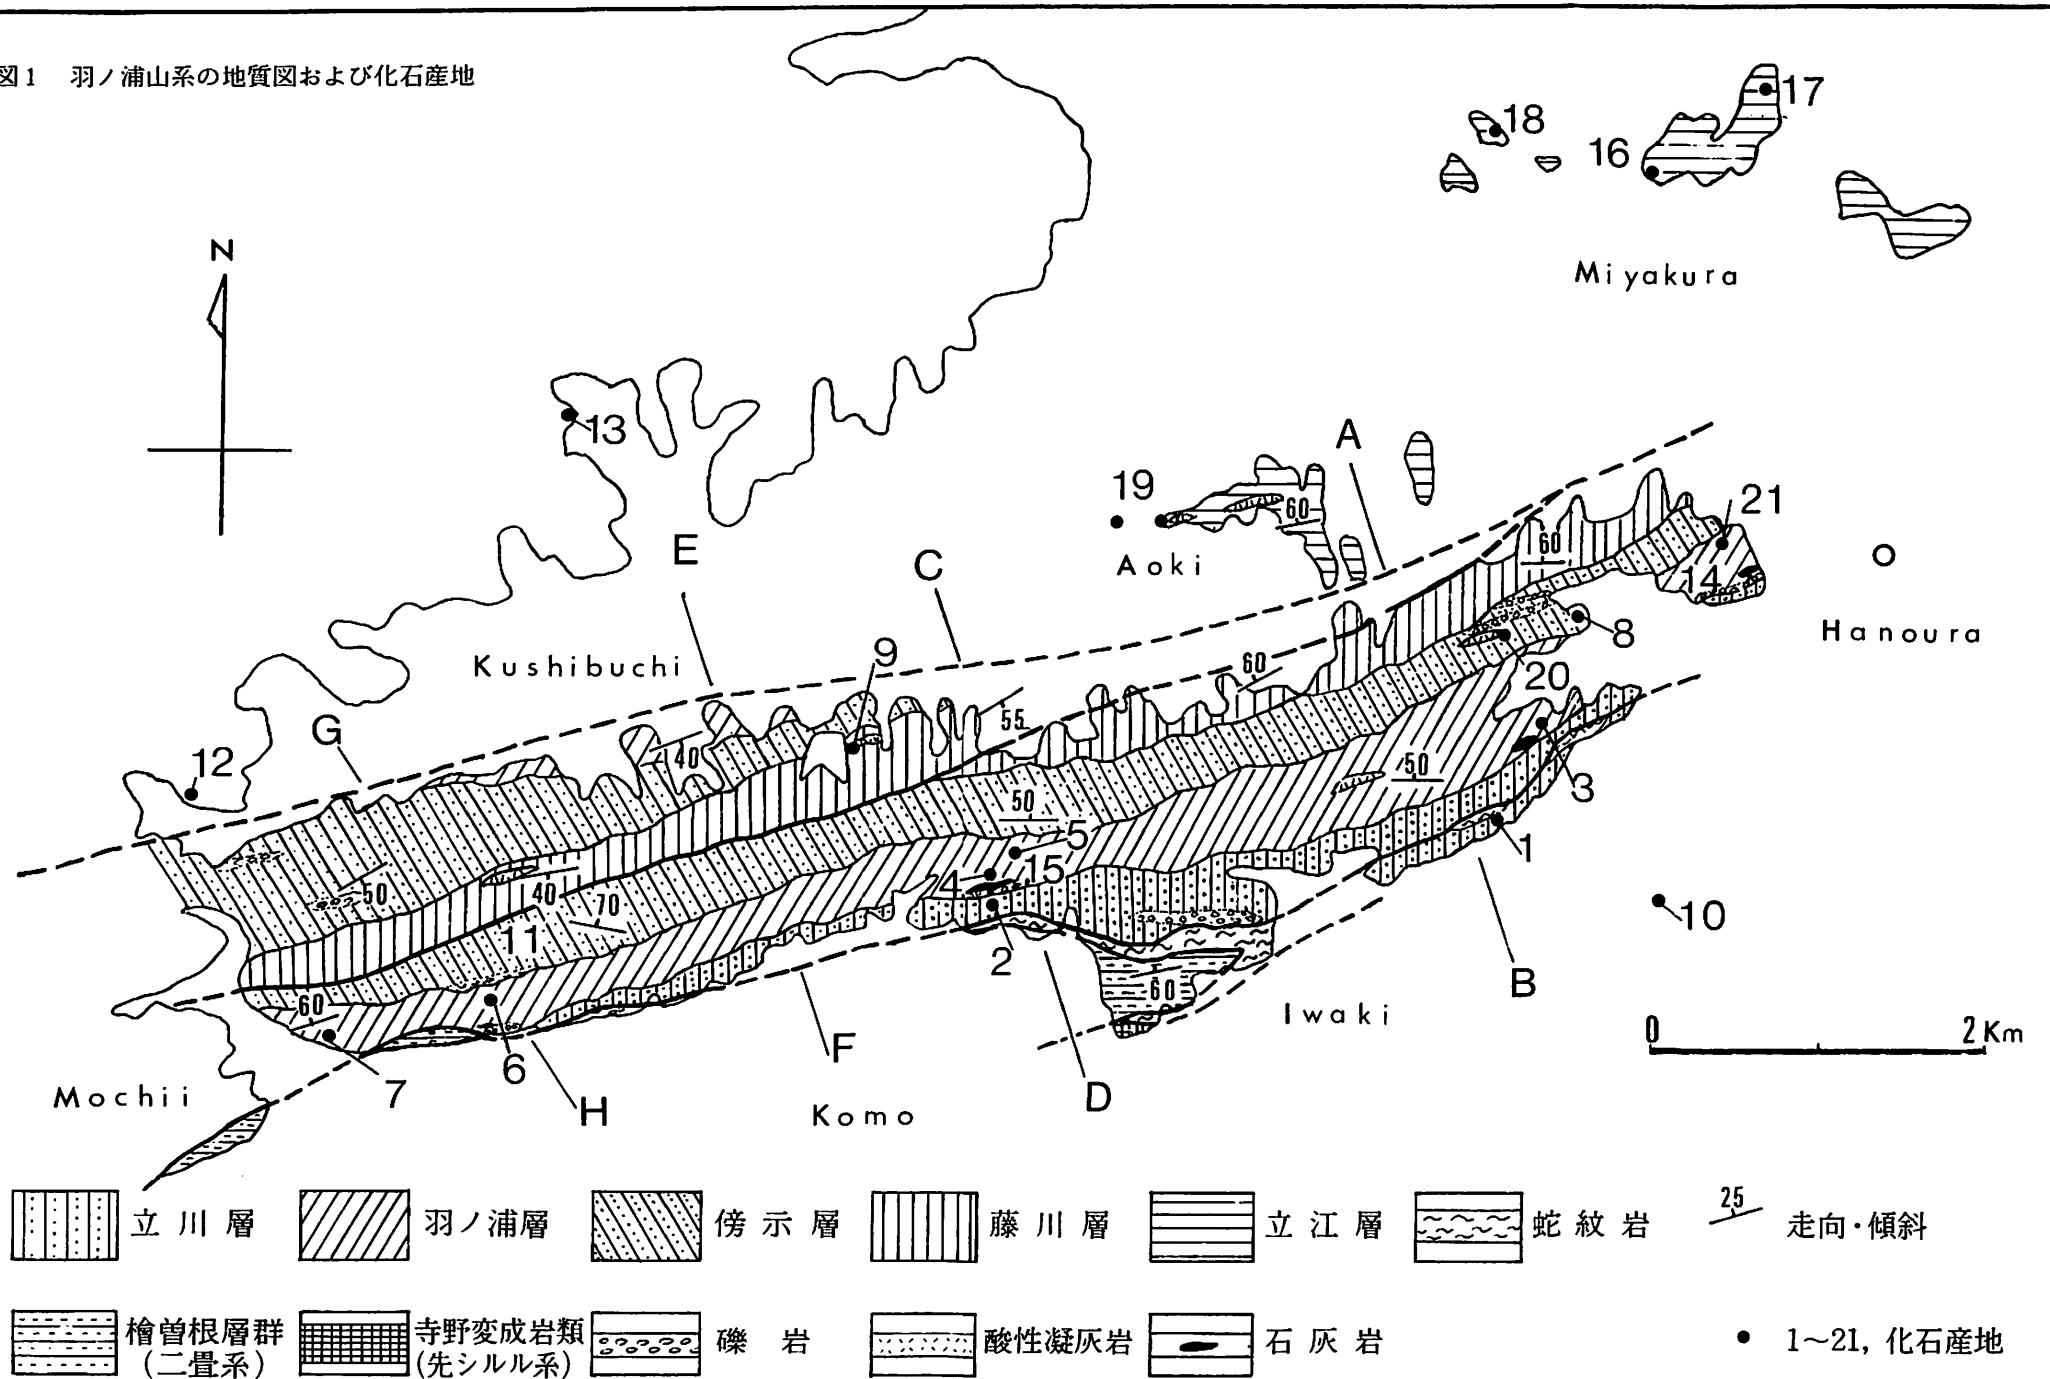 図1 羽ノ浦山系の地質図および化石産地
N
17
18
16
Miyakura
13
A
19
60
21
E
C
Aoki
60
14
Hanoura
8
Kushibuchi
9
60
20
G
55
40
50
12
3
50
5
1
50
4
15
40
70
11
10
2
B
60
60
Iwaki
0
2Km
F
6
Mochii
7
H
D
Komo
立川層
羽ノ浦層
傍示層
藤川層
立江層
蛇紋岩
25
走向・傾斜
檜曽根層群
(二畳系)
寺野変成岩類
(先シルル系)
礫岩
酸性凝灰岩
石灰岩
1~21, 化石産地